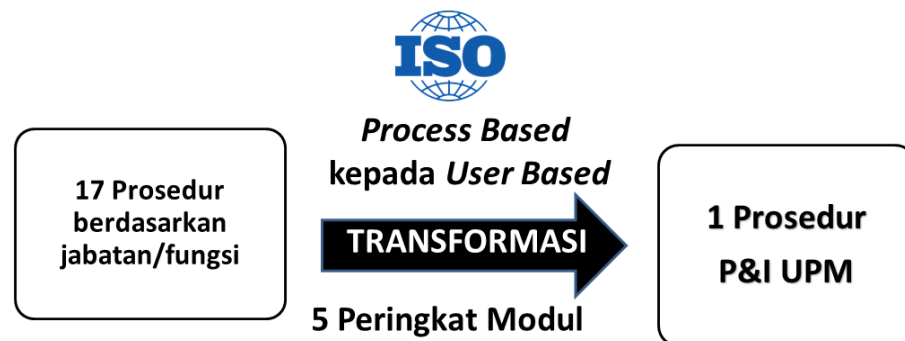 ISO
Process Based
kepada User Based
17 Prosedur
berdasarkan
jabatan/fungsi
TRANSFORMASI
1 Prosedur
P&I UPM
5 Peringkat Modul